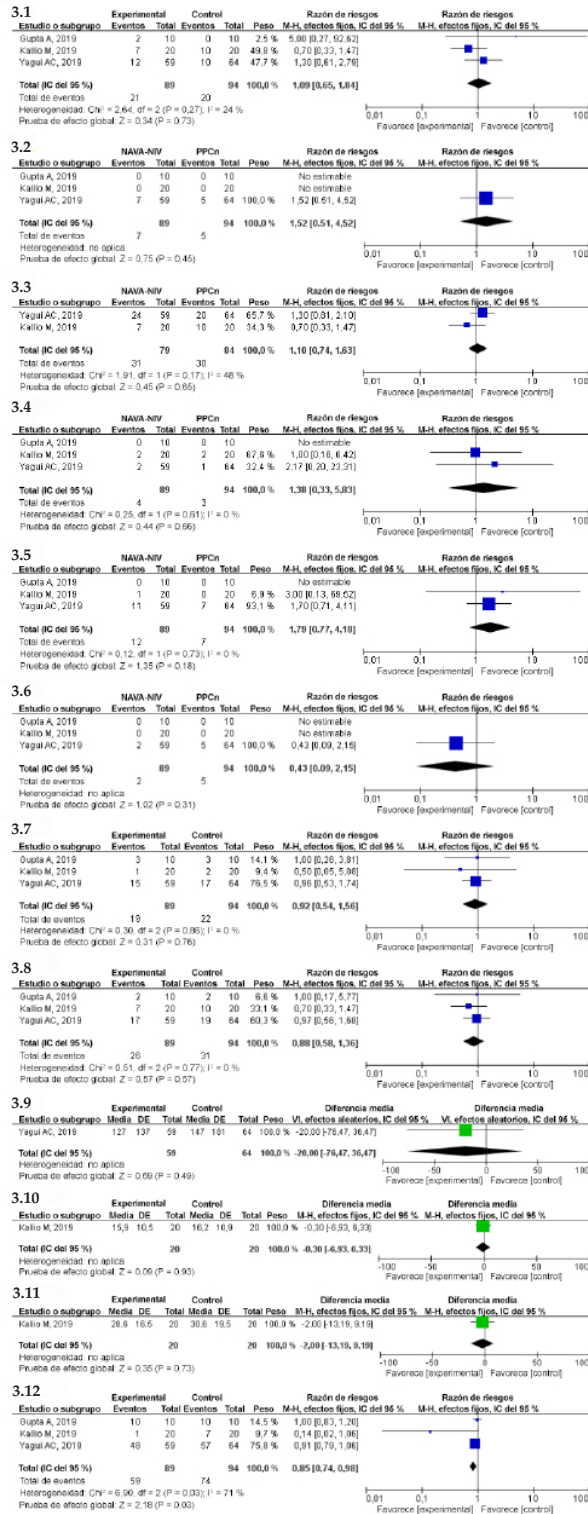 3.1
Experimental Control Razón de riesgos Razón de riesgos
Estudio o subgrupo Eventos Total Eventos Total Peso M-H, efectos fijos, IC del 95 % M-H, efectos fijos, IC del 95 %
Gupta A, 2019 2 10 0 10 2,5 % 5,00 [0,27, 92,62]
Kallio M, 2019 7 20 10 20 49,8 % 0,70 [0,33, 1,47]
Yagui AC, 2019 12 59 10 64 47,7 % 1,30 [0,61, 2,79]
Total (IC del 95 %) 89 94 100,0 % 1,09 [0,65, 1,84]
Total de eventos 21 20
Heterogeneidad: Chi² = 2,64, df = 2 (P = 0,27); I² = 24 %
Prueba de efecto global: Z = 0,34 (P = 0,73)
0,01 0,1 1 10 100
Favorece [experimental] Favorece [control]
3.2
NAVA-NIV PPCn Razón de riesgos Razón de riesgos
Estudio o subgrupo Eventos Total Eventos Total Peso M-H, efectos fijos, IC del 95 % M-H, efectos fijos, IC del 95 %
Gupta A, 2019 0 10 0 10 No estimable
Kallio M, 2019 0 20 0 20 No estimable
Yagui AC, 2019 7 59 5 64 100,0 % 1,52 [0,51, 4,52]
Total (IC del 95 %) 89 94 100,0 % 1,52 [0,51, 4,52]
Total de eventos 7 5
Heterogeneidad: no aplica
Prueba de efecto global: Z = 0,75 (P = 0,45)
0,01 0,1 1 10 100
Favorece [experimental] Favorece [control]
3.3
NAVA-NIV PPCn Razón de riesgos Razón de riesgos
Estudio o subgrupo Eventos Total Eventos Total Peso M-H, efectos fijos, IC del 95 % M-H, efectos fijos, IC del 95 %
Yagui AC, 2019 24 59 20 64 65,7 % 1,30 [0,81, 2,10]
Kallio M, 2019 7 20 10 20 34,3 % 0,70 [0,33, 1,47]
Total (IC del 95 %) 79 84 100,0 % 1,10 [0,74, 1,63]
Total de eventos 31 30
Heterogeneidad: Chi² = 1,91, df = 1 (P = 0,17); I² = 48 %
Prueba de efecto global: Z = 0,45 (P = 0,65)
0,01 0,1 1 10 100
Favorece [experimental] Favorece [control]
3.4
NAVA-NIV PPCn Razón de riesgos Razón de riesgos
Estudio o subgrupo Eventos Total Eventos Total Peso M-H, efectos fijos, IC del 95 % M-H, efectos fijos, IC del 95 %
Gupta A, 2019 0 10 0 10 No estimable
Kallio M, 2019 2 20 2 20 67,6 % 1,00 [0,16, 6,42]
Yagui AC, 2019 2 59 1 64 32,4 % 2,17 [0,20, 23,31]
Total (IC del 95 %) 89 94 100,0 % 1,38 [0,33, 5,83]
Total de eventos 4 3
Heterogeneidad: Chi² = 0,25, df = 1 (P = 0,61); I² = 0 %
Prueba de efecto global: Z = 0,44 (P = 0,66)
0,01 0,1 1 10 100
Favorece [experimental] Favorece [control]
3.5
NAVA-NIV PPCn Razón de riesgos Razón de riesgos
Estudio o subgrupo Eventos Total Eventos Total Peso M-H, efectos fijos, IC del 95 % M-H, efectos fijos, IC del 95 %
Gupta A, 2019 0 10 0 10 No estimable
Kallio M, 2019 1 20 0 20 6,9 % 3,00 [0,13, 69,52]
Yagui AC, 2019 11 59 7 64 93,1 % 1,70 [0,71, 4,11]
Total (IC del 95 %) 89 94 100,0 % 1,79 [0,77, 4,18]
Total de eventos 12 7
Heterogeneidad: Chi² = 0,12, df = 1 (P = 0,73); I² = 0 %
Prueba de efecto global: Z = 1,35 (P = 0,18)
0,01 0,1 1 10 100
Favorece [experimental] Favorece [control]
3.6
NAVA-NIV PPCn Razón de riesgos Razón de riesgos
Estudio o subgrupo Eventos Total Eventos Total Peso M-H, efectos fijos, IC del 95 % M-H, efectos fijos, IC del 95 %
Gupta A, 2019 0 10 0 10 No estimable
Kallio M, 2019 0 20 0 20 No estimable
Yagui AC, 2019 2 59 5 64 100,0 % 0,43 [0,09, 2,15]
Total (IC del 95 %) 89 94 100,0 % 0,43 [0,09, 2,15]
Total de eventos 2 5
Heterogeneidad: no aplica
Prueba de efecto global: Z = 1,02 (P = 0,31)
0,01 0,1 1 10 100
Favorece [experimental] Favorece [control]
3.7
Experimental Control Razón de riesgos Razón de riesgos
Estudio o subgrupo Eventos Total Eventos Total Peso M-H, efectos fijos, IC del 95 % M-H, efectos fijos, IC del 95 %
Gupta A, 2019 3 10 3 10 14,1 % 1,00 [0,26, 3,81]
Kallio M, 2019 1 20 2 20 9,4 % 0,50 [0,05, 5,08]
Yagui AC, 2019 15 59 17 64 76,5 % 0,96 [0,53, 1,74]
Total (IC del 95 %) 89 94 100,0 % 0,92 [0,54, 1,56]
Total de eventos 19 22
Heterogeneidad: Chi² = 0,30, df = 2 (P = 0,86); I² = 0 %
Prueba de efecto global: Z = 0,31 (P = 0,76)
0,01 0,1 1 10 100
Favorece [experimental] Favorece [control]
3.8
Experimental Control Razón de riesgos Razón de riesgos
Estudio o subgrupo Eventos Total Eventos Total Peso M-H, efectos fijos, IC del 95 % M-H, efectos fijos, IC del 95 %
Gupta A, 2019 2 10 2 10 6,6 % 1,00 [0,17, 5,77]
Kallio M, 2019 7 20 10 20 33,1 % 0,70 [0,33, 1,47]
Yagui AC, 2019 17 59 19 64 60,3 % 0,97 [0,56, 1,68]
Total (IC del 95 %) 89 94 100,0 % 0,88 [0,58, 1,36]
Total de eventos 26 31
Heterogeneidad: Chi² = 0,51, df = 2 (P = 0,77); I² = 0 %
Prueba de efecto global: Z = 0,57 (P = 0,57)
0,01 0,1 1 10 100
Favorece [experimental] Favorece [control]
3.9
Experimental Control Diferencia media Diferencia media
Estudio o subgrupo Media DE Total Media DE Total Peso VI, efectos aleatorios, IC del 95 % VI, efectos aleatorios, IC del 95 %
Yagui AC, 2019 127 137 59 147 181 64 100,0 % -20,00 [-76,47, 36,47]
Total (IC del 95 %) 59 64 100,0 % -20,00 [-76,47, 36,47]
Heterogeneidad: no aplica
Prueba de efecto global: Z = 0,69 (P = 0,49)
-100 -50 0 50 100
Favorece [experimental] Favorece [control]
3.10
Experimental Control Diferencia media Diferencia media
Estudio o subgrupo Media DE Total Media DE Total Peso M-H, efectos fijos, IC del 95 % M-H, efectos fijos, IC del 95 %
Kallio M, 2019 15,9 10,5 20 16,2 10,9 20 100,0 % -0,30 [-6,93, 6,33]
Total (IC del 95 %) 20 20 100,0 % -0,30 [-6,93, 6,33]
Heterogeneidad: no aplica
Prueba de efecto global: Z = 0,09 (P = 0,93)
-100 -50 0 50 100
Favorece [experimental] Favorece [control]
3.11
Experimental Control Diferencia media Diferencia media
Estudio o subgrupo Media DE Total Media DE Total Peso M-H, efectos fijos, IC del 95 % M-H, efectos fijos, IC del 95 %
Kallio M, 2019 28,6 16,5 20 30,6 19,5 20 100,0 % -2,00 [-13,19, 9,19]
Total (IC del 95 %) 20 20 100,0 % -2,00 [-13,19, 9,19]
Heterogeneidad: no aplica
Prueba de efecto global: Z = 0,35 (P = 0,73)
-100 -50 0 50 100
Favorece [experimental] Favorece [control]
3.12
Experimental Control Razón de riesgos Razón de riesgos
Estudio o subgrupo Eventos Total Eventos Total Peso M-H, efectos fijos, IC del 95 % M-H, efectos fijos, IC del 95 %
Gupta A, 2019 10 10 10 10 14,5 % 1,00 [0,83, 1,20]
Kallio M, 2019 1 20 7 20 9,7 % 0,14 [0,02, 1,06]
Yagui AC, 2019 48 59 57 64 75,8 % 0,91 [0,79, 1,06]
Total (IC del 95 %) 89 94 100,0 % 0,85 [0,74, 0,98]
Total de eventos 59 74
Heterogeneidad: Chi² = 6,90, df = 2 (P = 0,03); I² = 71 %
Prueba de efecto global: Z = 2,18 (P = 0,03)
0,01 0,1 1 10 100
Favorece [experimental] Favorece [control]